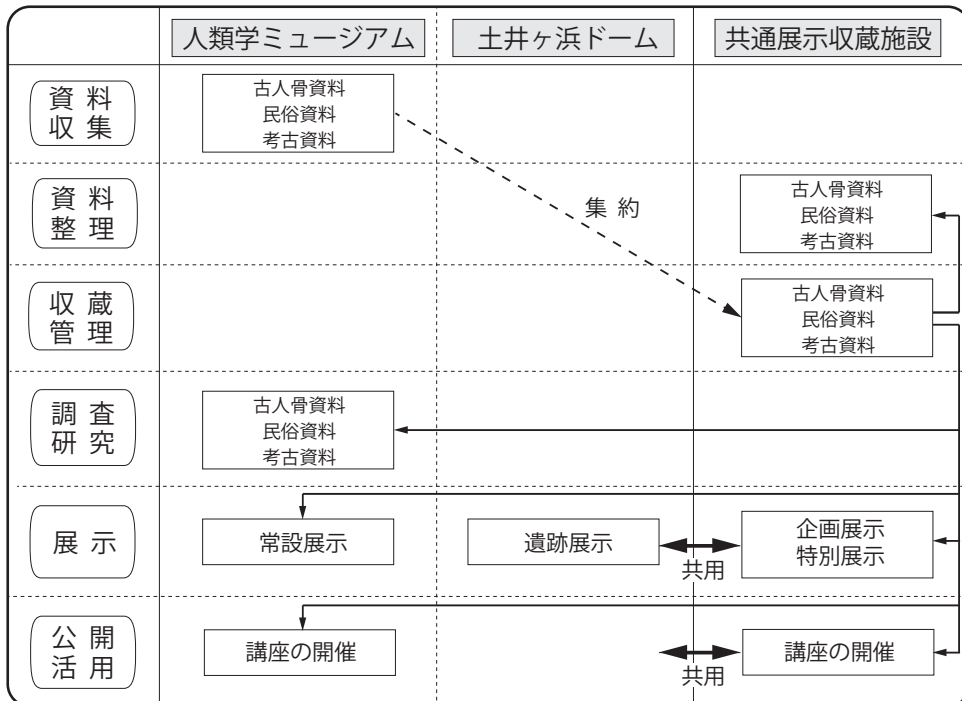 人類学ミュージアム
土井ヶ浜ドーム
共通展示収蔵施設
資 料
収 集
古人骨資料
民俗資料
考古資料
資 料
整 理
集 約
古人骨資料
民俗資料
考古資料
収 蔵
管 理
古人骨資料
民俗資料
考古資料
調 査
研 究
古人骨資料
民俗資料
考古資料
展 示
常設展示
遺跡展示
共用
企画展示
特別展示
公 開
活 用
講座の開催
共用
講座の開催